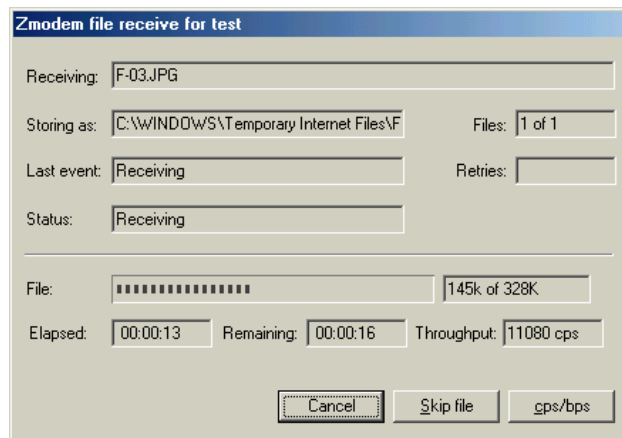 Zmodem file receive for test
Receiving: F-03.JPG
Storing as: C:\WINDOWS\Temporary Internet Files\F Files: 1 of 1
Last event: Receiving Retries:
Status: Receiving
File: 145k of 328K
Elapsed: 00:00:13 Remaining: 00:00:16 Throughput: 11080 cps
Cancel Skip file cps/bps